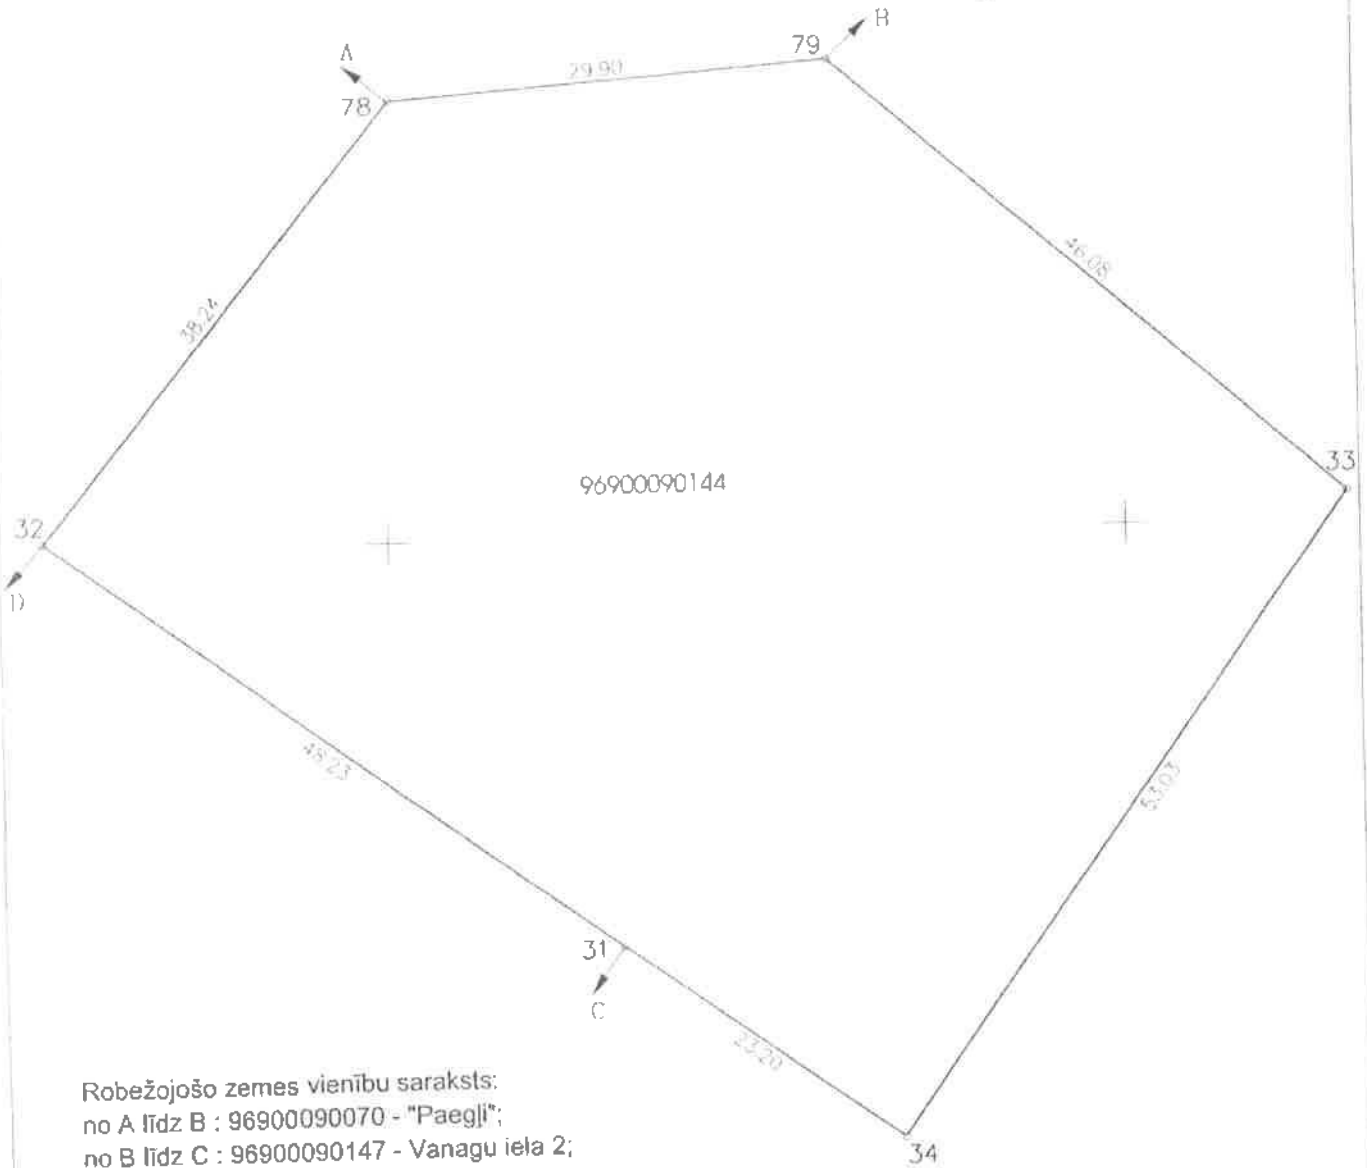 A
B
79
29.90
78
46.08
38.24
33
96900090144
32
D
53.03
48.23
31
C
23.20
34
Robežojošo zemes vienību saraksts:
no A līdz B : 96900090070 - "Paegļi";
no B līdz C : 96900090147 - Vanagu iela 2;